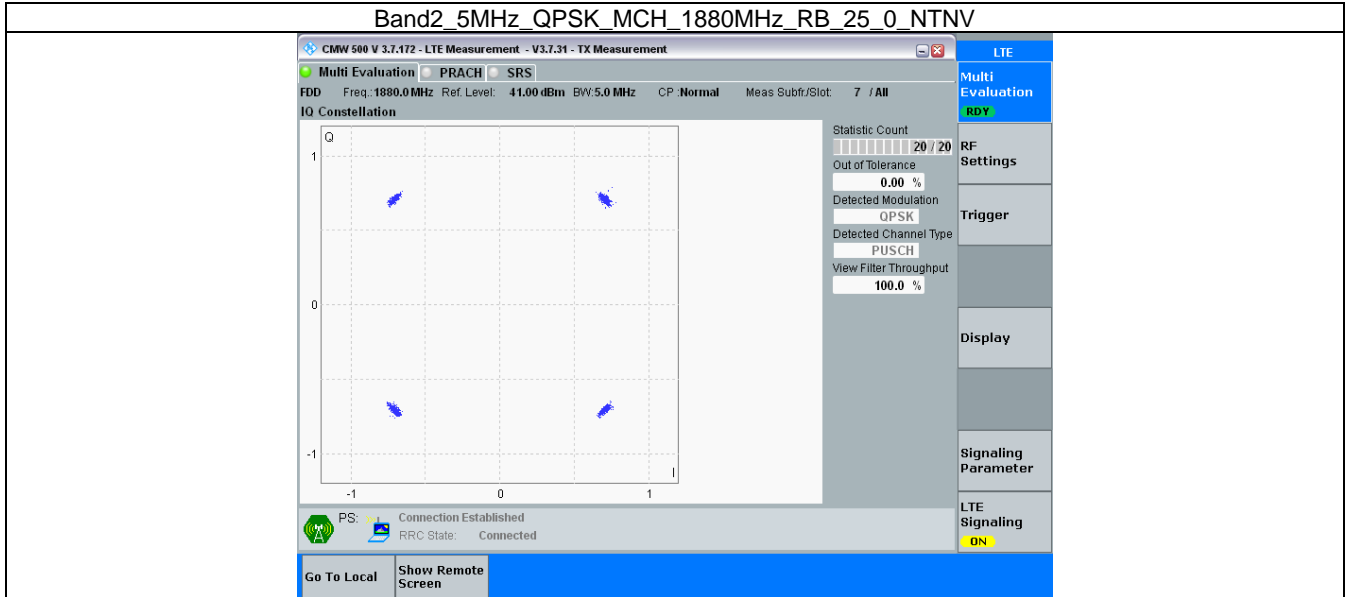 Band2_5MHz_QPSK_MCH_1880MHz_RB_25_0_NTNV
CMW 500 V 3.7.172 - LTE Measurement - V3.7.31 - TX Measurement
LTE
Multi Evaluation PRACH SRS
Multi
Evaluation
RDY
FDD Freq.:1880.0 MHz Ref. Level: 41.00 dBm BW:5.0 MHz CP :Normal Meas Subfr/Slot: 7 / All
IQ Constellation
Q
1
0
-1
I
-1 0 1
Statistic Count
20 / 20
Out of Tolerance
0.00 %
Detected Modulation
QPSK
Detected Channel Type
PUSCH
View Filter Throughput
100.0 %
RF
Settings
Trigger
Display
Signaling
Parameter
LTE
Signaling
ON
PS: Connection Established
RRC State: Connected
Go To Local
Show Remote
Screen